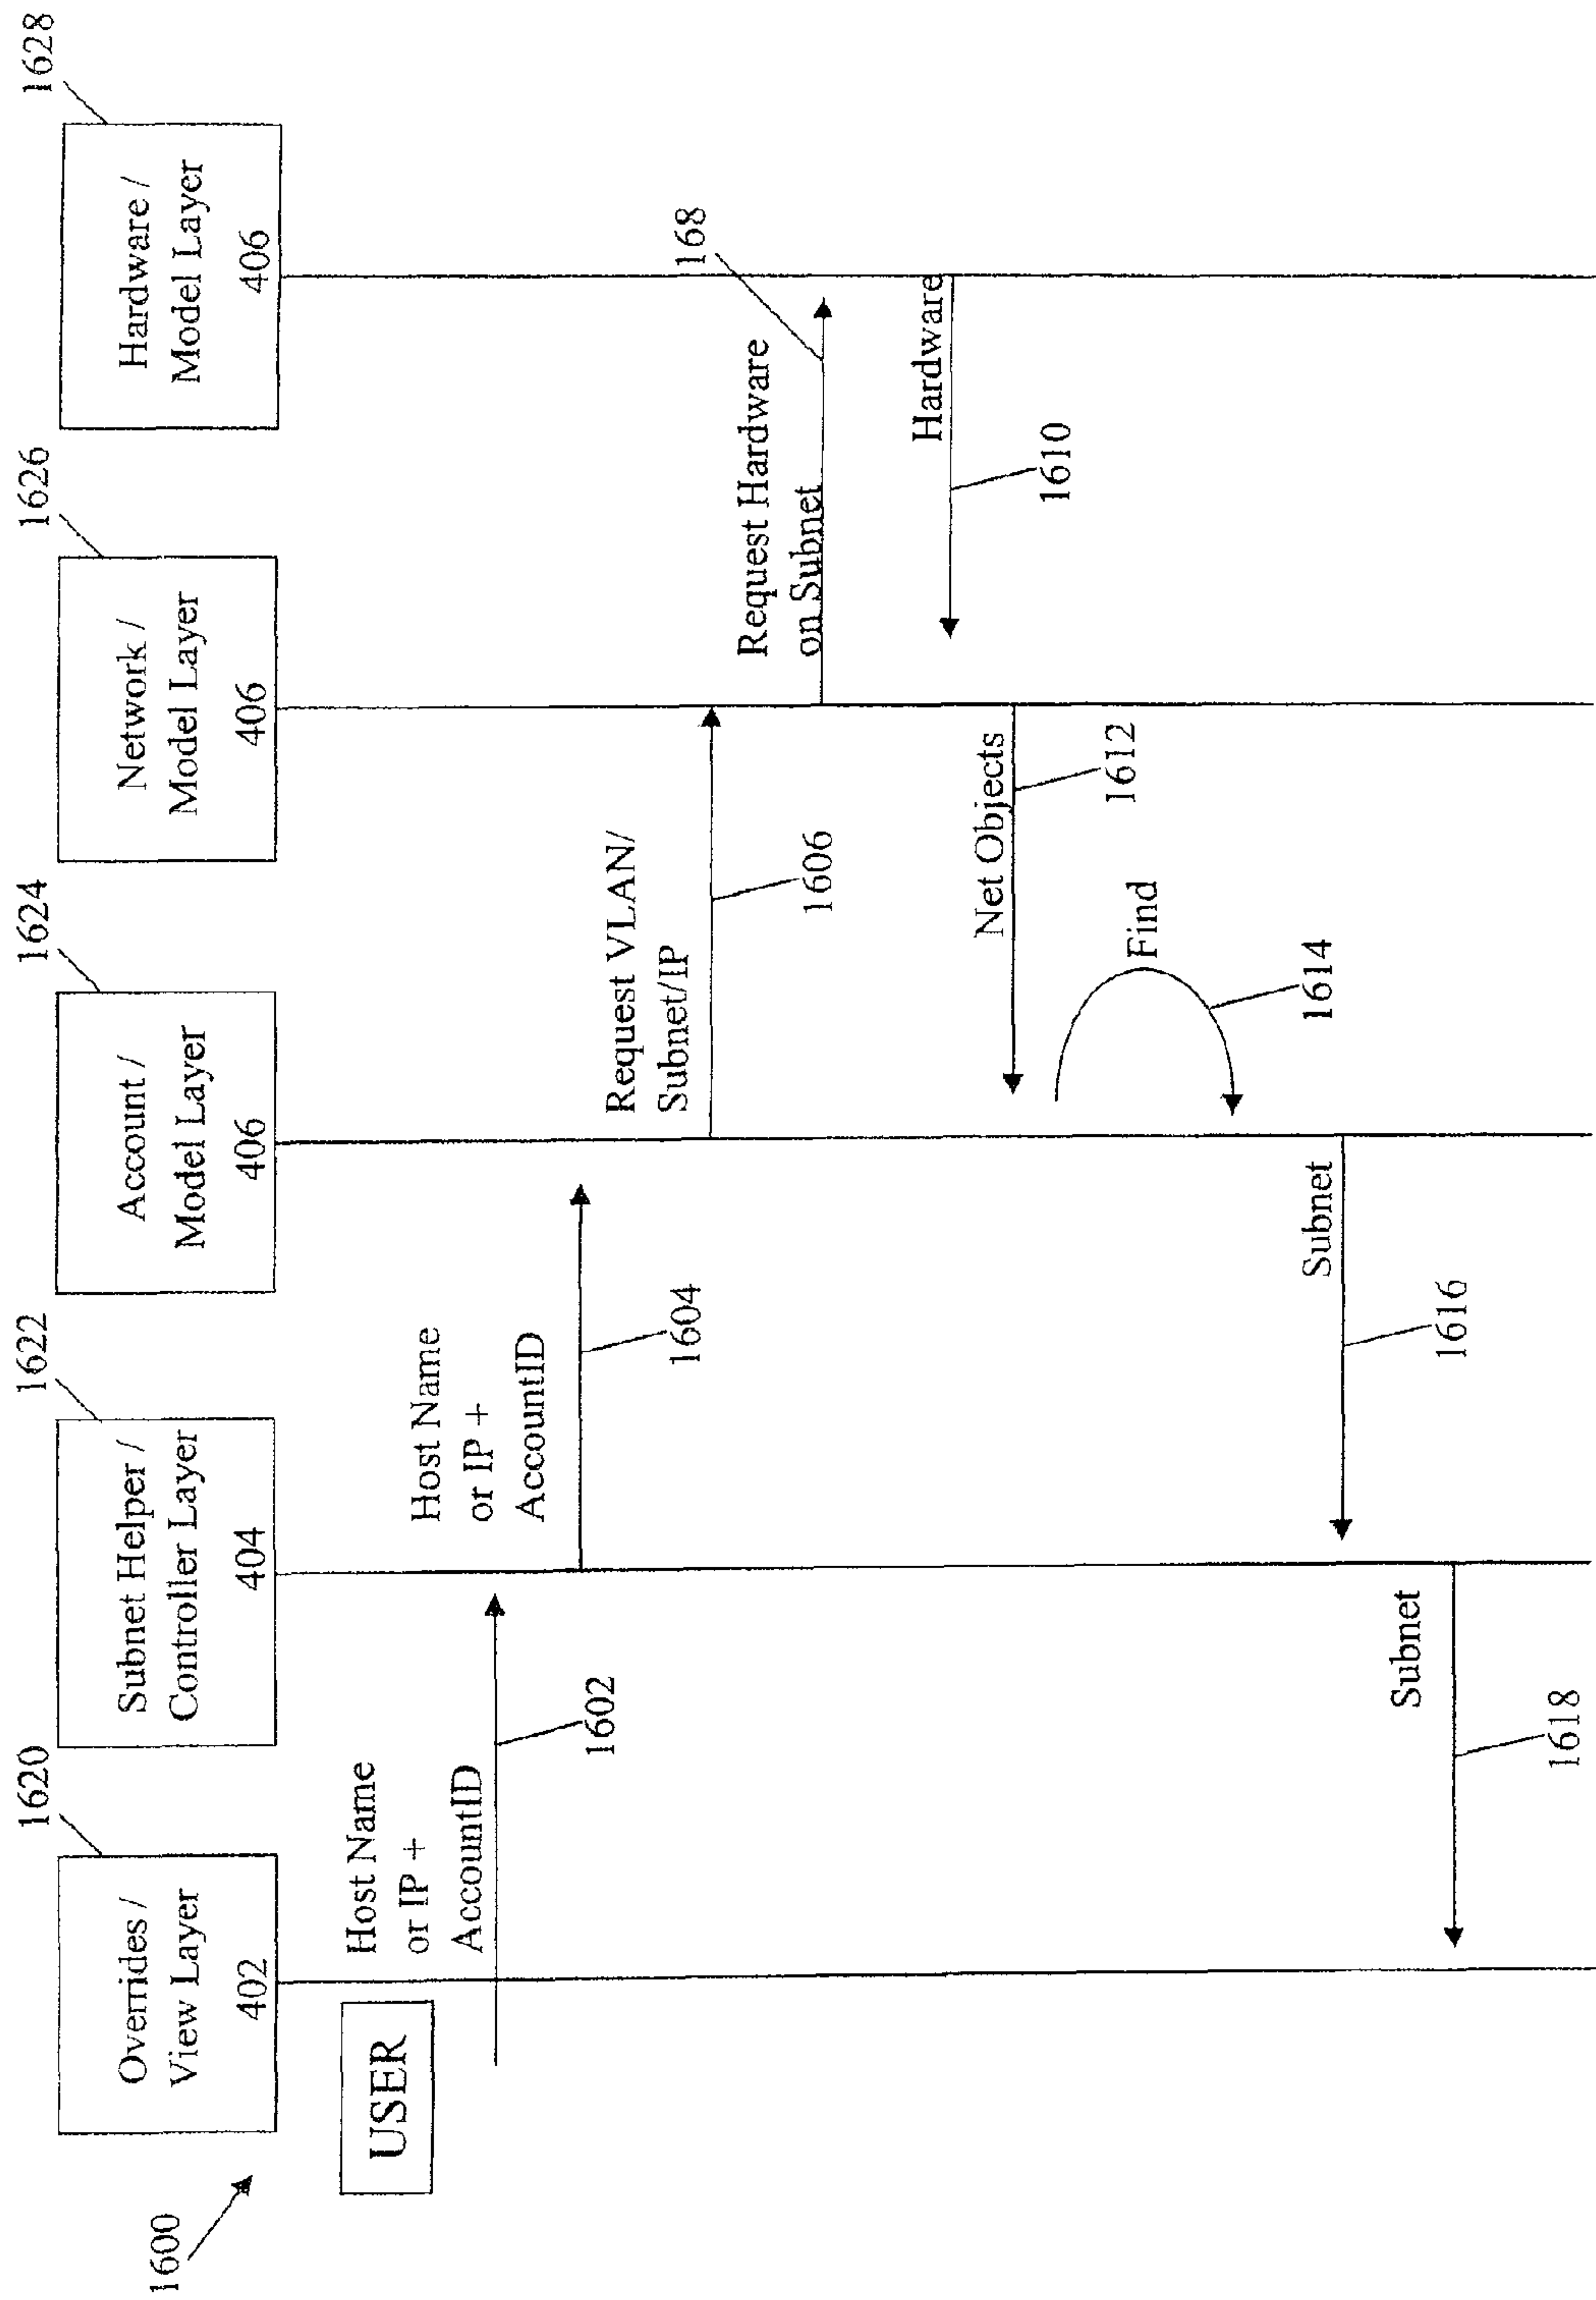 1600
1620
Overrides /
View Layer
402
1622
Subnet Helper /
Controller Layer
404
1624
Account /
Model Layer
406
1626
Network /
Model Layer
406
1628
Hardware /
Model Layer
406
USER
Host Name
or IP +
AccountID
1602
Host Name
or IP +
AccountID
1604
Request VLAN/
Subnet/IP
1606
Request Hardware
on Subnet
168
Hardware
1610
Net Objects
1612
Find
1614
Subnet
1616
Subnet
1618